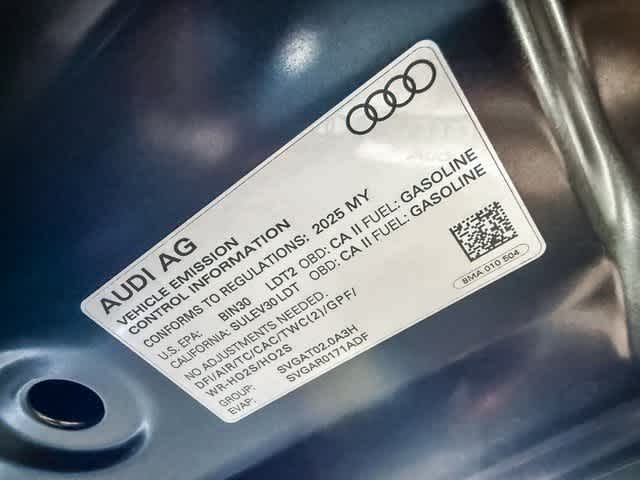 AUDI AG
VEHICLE EMISSION
CONTROL INFORMATION
CONFORMS TO REGULATIONS: 2025 MY
U.S. EPA: BIN30 LDT2 OBD: CA II FUEL: GASOLINE
CALIFORNIA: SULEV30 LDT OBD: CA II FUEL: GASOLINE
NO ADJUSTMENTS NEEDED.
DFI/AIR/TC/CAC/TWC(2)/GPF/
WR-HO2S/HO2S
GROUP: SVGAT02.0A3H
EVAP: SVGAR0171ADF
8MA 010 504